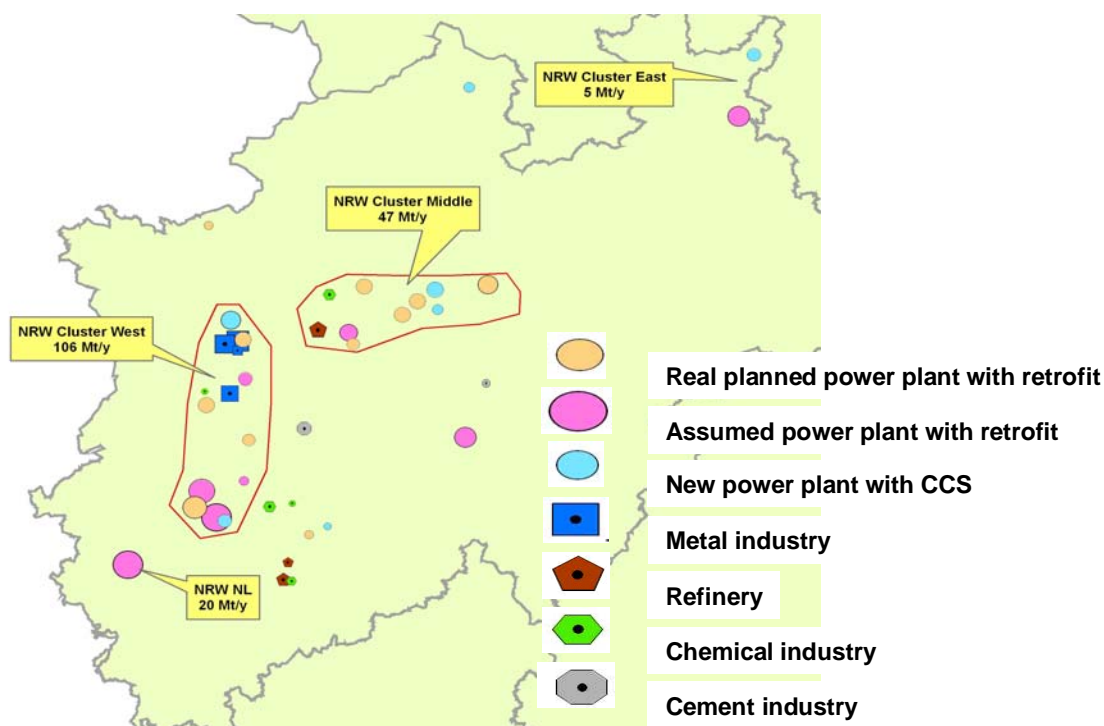 NRW Cluster East
5 Mt/y
NRW Cluster Middle
47 Mt/y
NRW Cluster West
106 Mt/y
NRW NL
20 Mt/y
Real planned power plant with retrofit
Assumed power plant with retrofit
New power plant with CCS
Metal industry
Refinery
Chemical industry
Cement industry